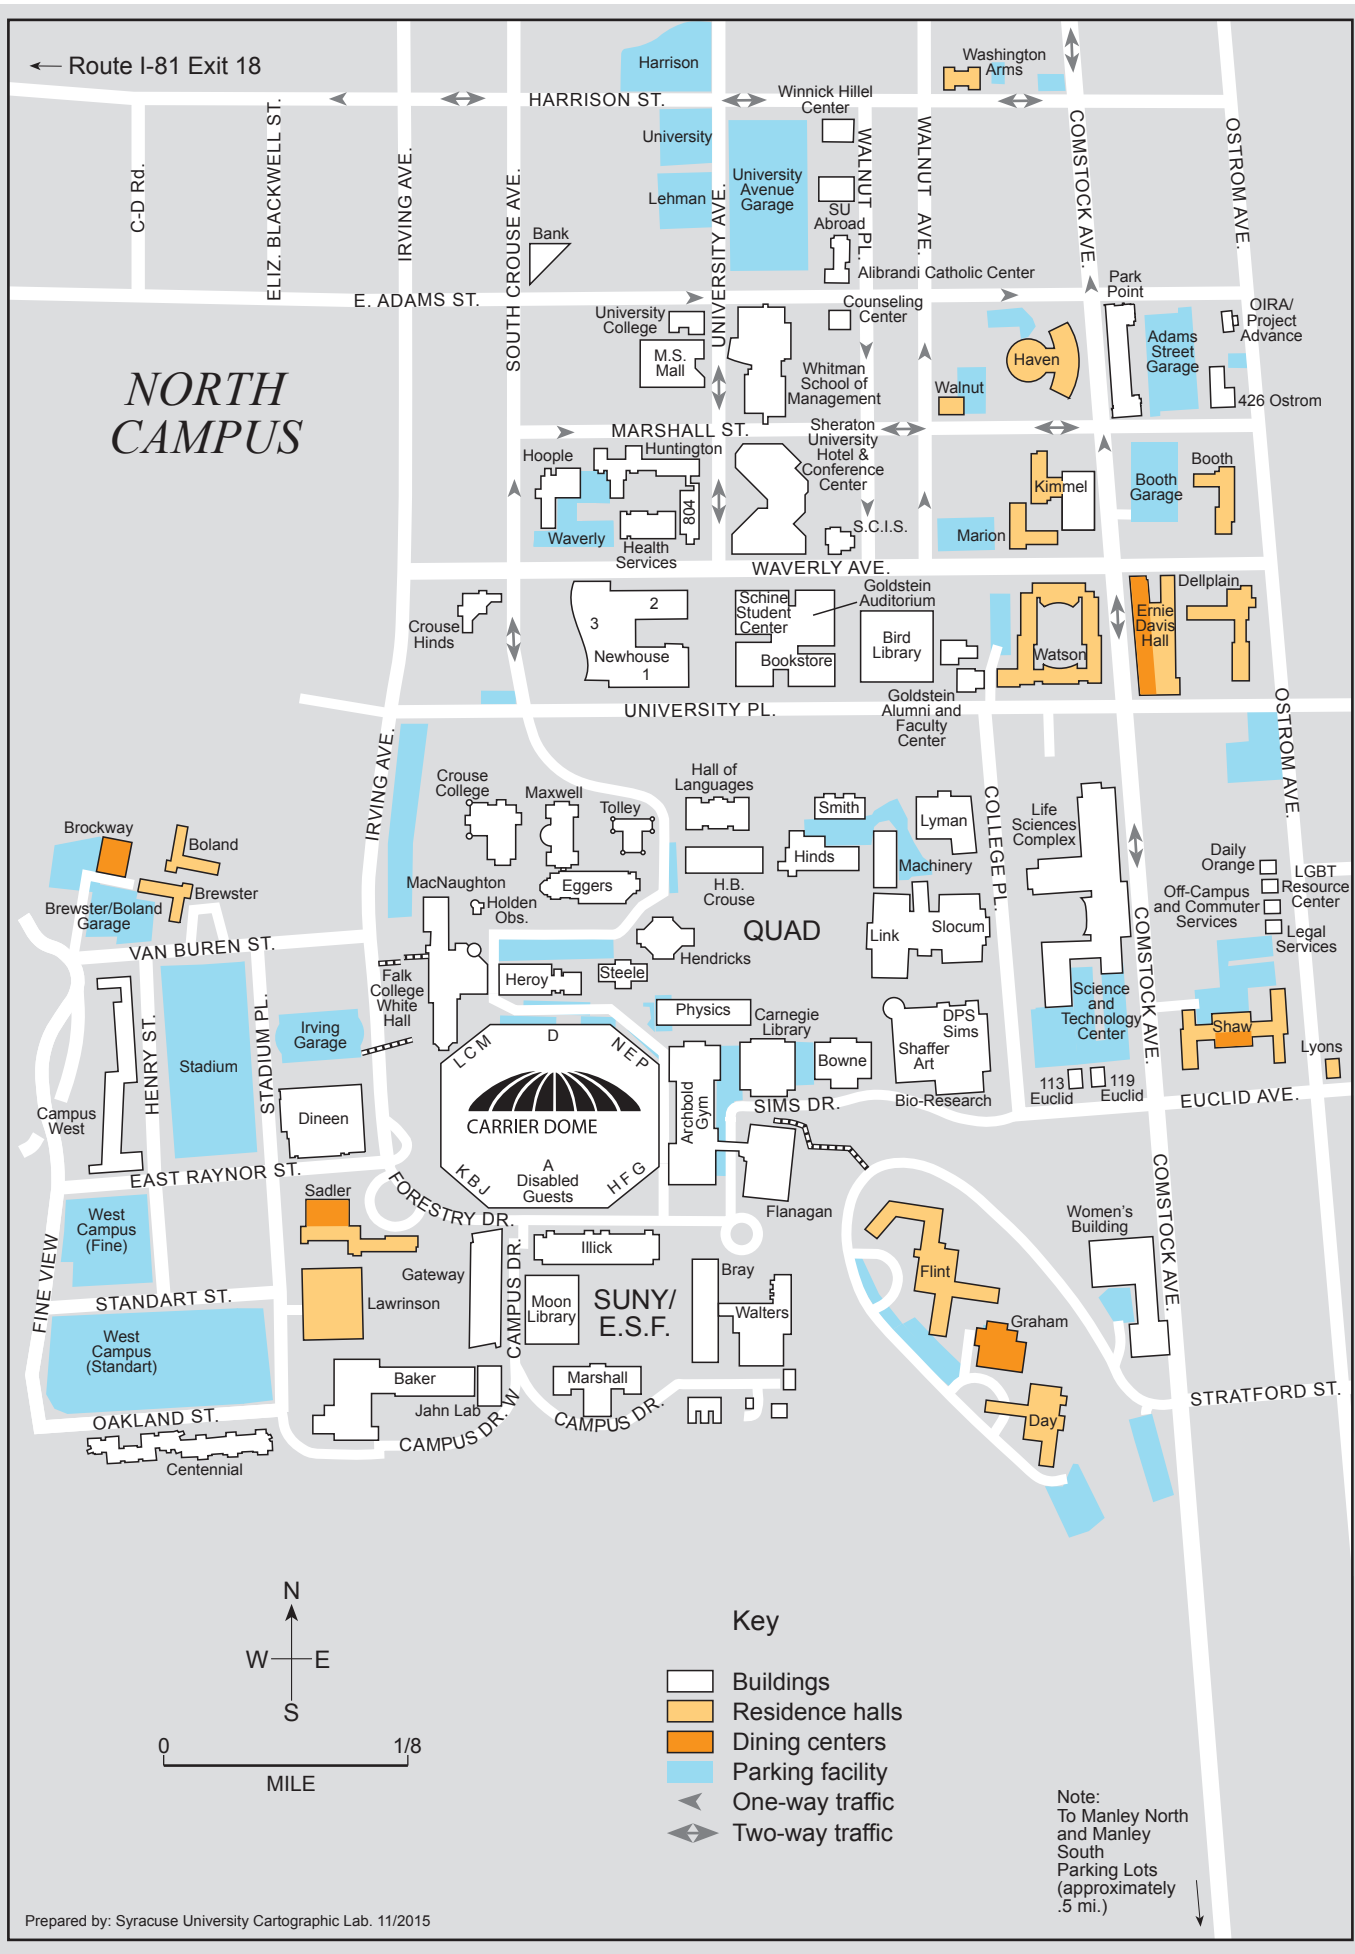 Route I-81 Exit 18
Harrison
Washington
Arms
HARRISON ST.
Winnick Hillel
Center
C-D Rd.
ELIZ. BLACKWELL ST.
IRVING AVE.
SOUTH CROUSE AVE.
University
Lehman
UNIVERSITY AVE.
University
Avenue
Garage
WALNUT PL.
WALNUT AVE.
COMSTOCK AVE.
OSTROM AVE.
SU
Abroad
Bank
Alibrandi Catholic Center
E. ADAMS ST.
Park
Point
University
College
Counseling
Center
OIRA/
Project
Advance
M.S.
Mall
Whitman
School of
Management
Haven
Adams
Street
Garage
Walnut
426 Ostrom
NORTH
CAMPUS
MARSHALL ST.
Sheraton
University
Hotel &
Conference
Center
Hoople
Huntington
804
Waverly
Health
Services
S.C.I.S.
Kimmel
Marion
Booth
Garage
Booth
WAVERLY AVE.
Crouse
Hinds
2
3
Newhouse
1
Schine
Student
Center
Goldstein
Auditorium
Bookstore
Bird
Library
Goldstein
Alumni and
Faculty
Center
Watson
Ernie
Davis
Hall
Dellplain
UNIVERSITY PL.
OSTROM AVE.
IRVING AVE.
Crouse
College
Maxwell
Tolley
Hall of
Languages
Smith
Lyman
COLLEGE PL.
Life
Sciences
Complex
Brockway
Boland
Brewster
Brewster/Boland
Garage
MacNaughton
Holden
Obs.
Eggers
H.B.
Crouse
Hinds
Machinery
Daily
Orange
LGBT
Resource
Center
Off-Campus
and Commuter
Services
Legal
Services
VAN BUREN ST.
QUAD
Link
Slocum
COMSTOCK AVE.
Falk
College
White
Hall
Heroy
Steele
Hendricks
Physics
Carnegie
Library
DPS
Sims
Shaffer
Art
Science
and
Technology
Center
Shaw
Lyons
HENRY ST.
Stadium
STADIUM PL.
Irving
Garage
LCM
D
NEP
CARRIER DOME
A
Disabled
Guests
KBJ
HFG
Archbold
Gym
Bowne
Bio-Research
113
Euclid
119
Euclid
EUCLID AVE.
SIMS DR.
Campus
West
Dineen
EAST RAYNOR ST.
Sadler
FORESTRY DR.
Flanagan
COMSTOCK AVE.
Women's
Building
West
Campus
(Fine)
FINE VIEW
Gateway
CAMPUS DR.
Illick
Bray
Flint
STANDART ST.
Lawrinson
Moon
Library
SUNY/
E.S.F.
Walters
Graham
West
Campus
(Standart)
Baker
Jahn Lab
Marshall
Day
STRATFORD ST.
OAKLAND ST.
CAMPUS DR. W
CAMPUS DR.
Centennial
N
W
E
S
0
1/8
MILE
Key
Buildings
Residence halls
Dining centers
Parking facility
One-way traffic
Two-way traffic
Note:
To Manley North
and Manley
South
Parking Lots
(approximately
.5 mi.)
Prepared by: Syracuse University Cartographic Lab. 11/2015